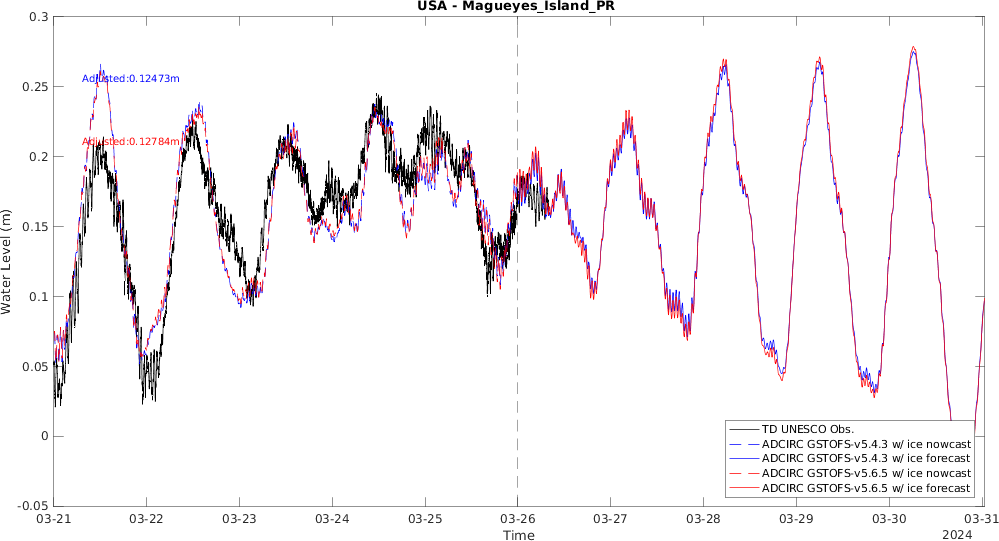 USA - Magueyes_Island_PR
0.3
0.25
0.2
0.15
0.1
0.05
0
-0.05
Water Level (m)
Adjusted:0.12473m
Adjusted:0.12784m
TD UNESCO Obs.
ADCIRC GSTOFS-v5.4.3 w/ ice nowcast
ADCIRC GSTOFS-v5.4.3 w/ ice forecast
ADCIRC GSTOFS-v5.6.5 w/ ice nowcast
ADCIRC GSTOFS-v5.6.5 w/ ice forecast
03-21 03-22 03-23 03-24 03-25 03-26 03-27 03-28 03-29 03-30 03-31
Time
2024